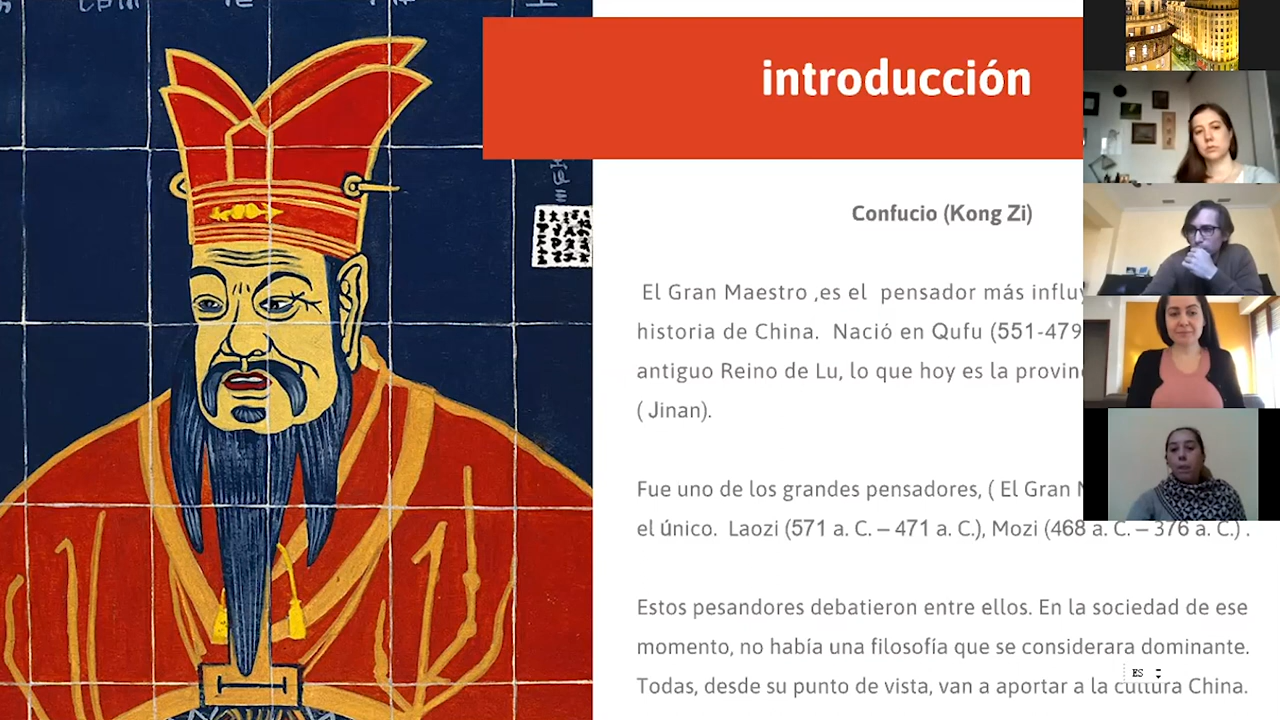 introducción
Confucio (Kong Zi)
El Gran Maestro ,es el pensador más influy
historia de China. Nació en Qufu (551-479
antiguo Reino de Lu, lo que hoy es la provin
( Jinan).
Fue uno de los grandes pensadores, ( El Gran
el único. Laozi (571 a. C. – 471 a. C.), Mozi (468 a. C. – 376 a. C.) .
Estos pesandores debatieron entre ellos. En la sociedad de ese
momento, no había una filosofía que se considerara dominante.
Todas, desde su punto de vista, van a aportar a la cultura China.
ES